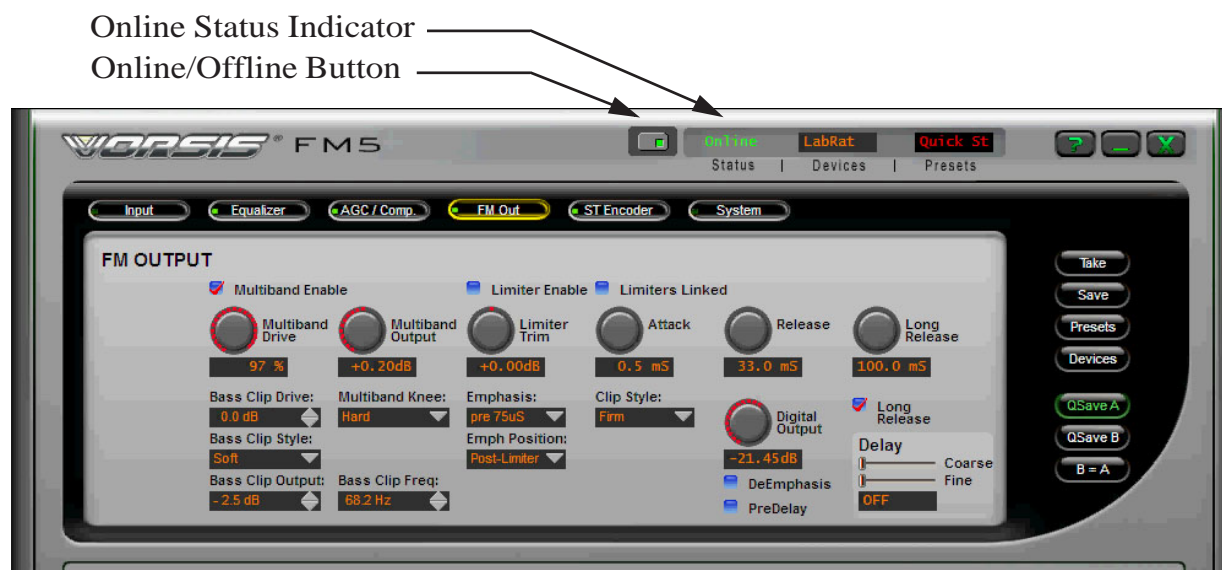 Online Status Indicator
Online/Offline Button
VORSIS® FM5
Online LabRat Quick St
Status | Devices | Presets
? _ X
Input Equalizer AGC / Comp. FM Out ST Encoder System
FM OUTPUT
Multiband Enable Limiter Enable Limiters Linked
Multiband Drive Multiband Output Limiter Trim Attack Release Long Release
97 % +0.20dB +0.00dB 0.5 mS 33.0 mS 100.0 mS
Bass Clip Drive: Multiband Knee: Emphasis: Clip Style:
0.0 dB Hard pre 75uS Firm
Digital Output Long Release
Bass Clip Style: Emph Position:
Soft Post-Limiter
-21.45dB
Delay
Coarse
Fine
OFF
Bass Clip Output: Bass Clip Freq:
-2.5 dB 68.2 Hz
DeEmphasis
PreDelay
Take
Save
Presets
Devices
QSave A
QSave B
B = A